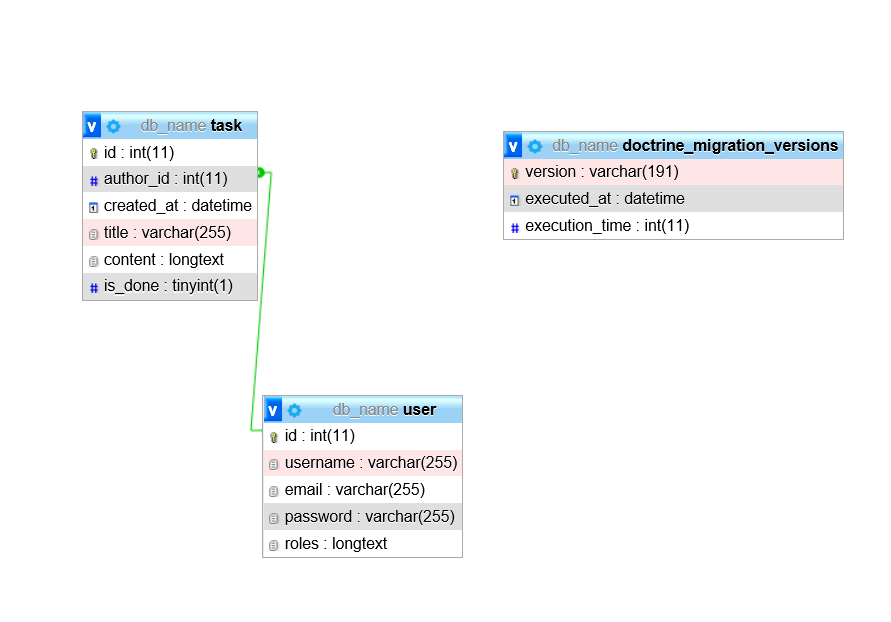 v db_name task
id : int(11)
# author_id : int(11)
created_at : datetime
title : varchar(255)
content : longtext
# is_done : tinyint(1)
v db_name doctrine_migration_versions
version : varchar(191)
executed_at : datetime
# execution_time : int(11)
v db_name user
id : int(11)
username : varchar(255)
email : varchar(255)
password : varchar(255)
roles : longtext